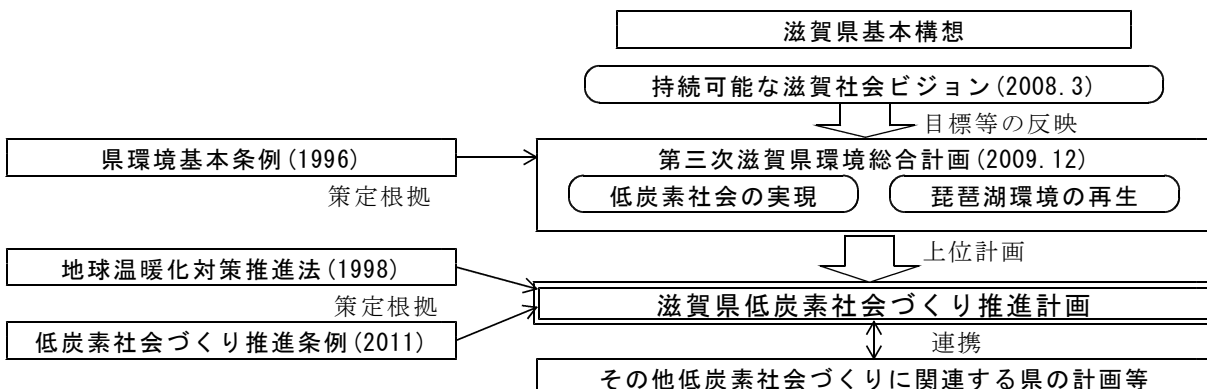 滋賀県基本構想
持続可能な滋賀社会ビジョン(2008.3)
目標等の反映
県環境基本条例(1996)
策定根拠
第三次滋賀県環境総合計画(2009.12)
低炭素社会の実現
琵琶湖環境の再生
上位計画
地球温暖化対策推進法(1998)
策定根拠
低炭素社会づくり推進条例(2011)
滋賀県低炭素社会づくり推進計画
連携
その他低炭素社会づくりに関連する県の計画等